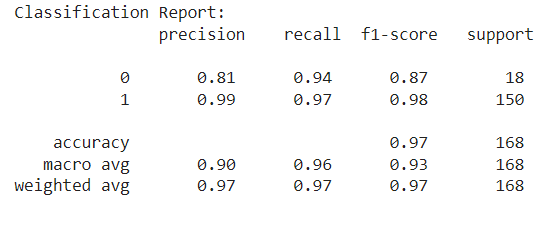 Classification Report:
precision recall f1-score support
0 0.81 0.94 0.87 18
1 0.99 0.97 0.98 150
accuracy 0.97 168
macro avg 0.90 0.96 0.93 168
weighted avg 0.97 0.97 0.97 168